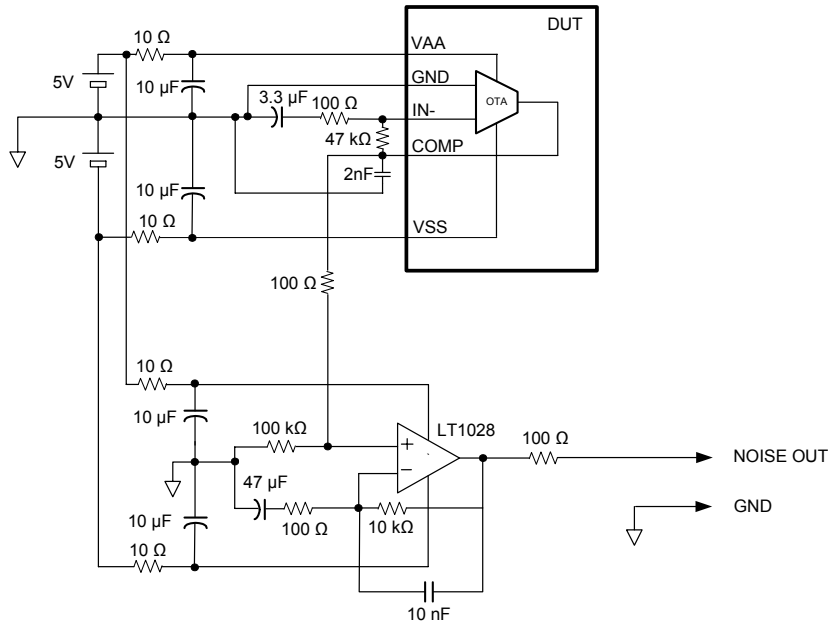 DUT
10 Ω
VAA
5V
10 µF
GND
3.3 µF
100 Ω
OTA
IN-
47 kΩ
COMP
5V
2nF
10 µF
10 Ω
VSS
100 Ω
10 Ω
10 µF
100 kΩ
LT1028
+
100 Ω
NOISE OUT
−
47 µF
100 Ω
10 kΩ
GND
10 µF
10 Ω
10 nF